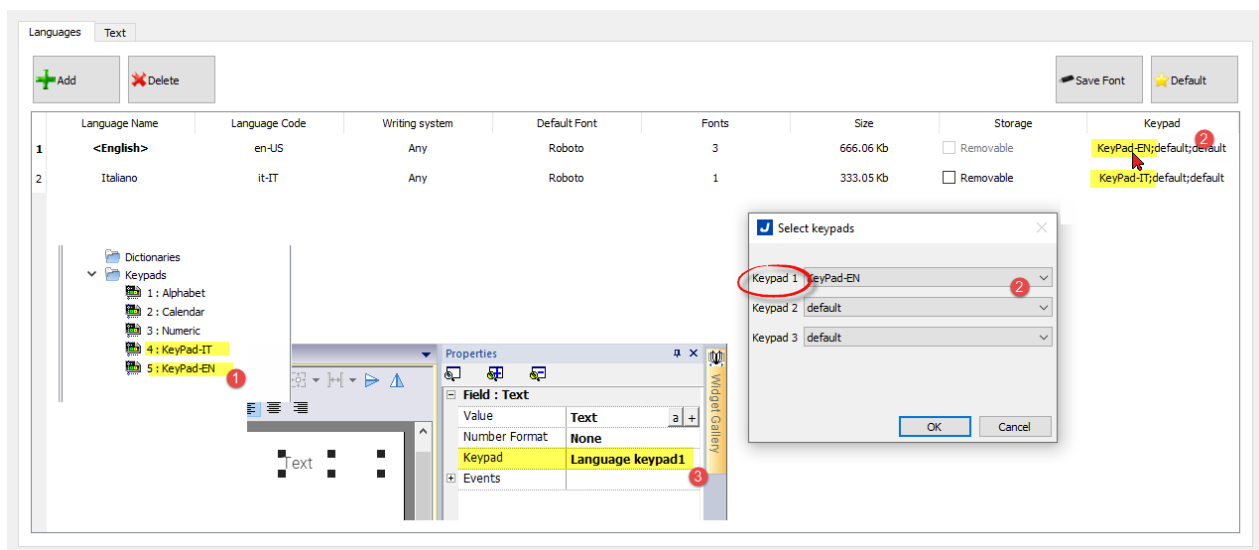 Languages Text
Add Delete Save Font Default
Language Name Language Code Writing system Default Font Fonts Size Storage Keypad
1 <English> en-US Any Roboto 3 666.06 Kb Removable KeyPad-EN;default;default
2
2 Italiano it-IT Any Roboto 1 333.05 Kb Removable KeyPad-IT;default;default
Dictionaries
Keypads
1 : Alphabet
2 : Calendar
3 : Numeric
4 : KeyPad-IT
5 : KeyPad-EN
1
Text
Properties
Field : Text
Value Text a +
Number Format None
Keypad Language keypad1
Events
3
Widget Gallery
J Select keypads
Keypad 1 KeyPad-EN
2
Keypad 2 default
Keypad 3 default
OK Cancel